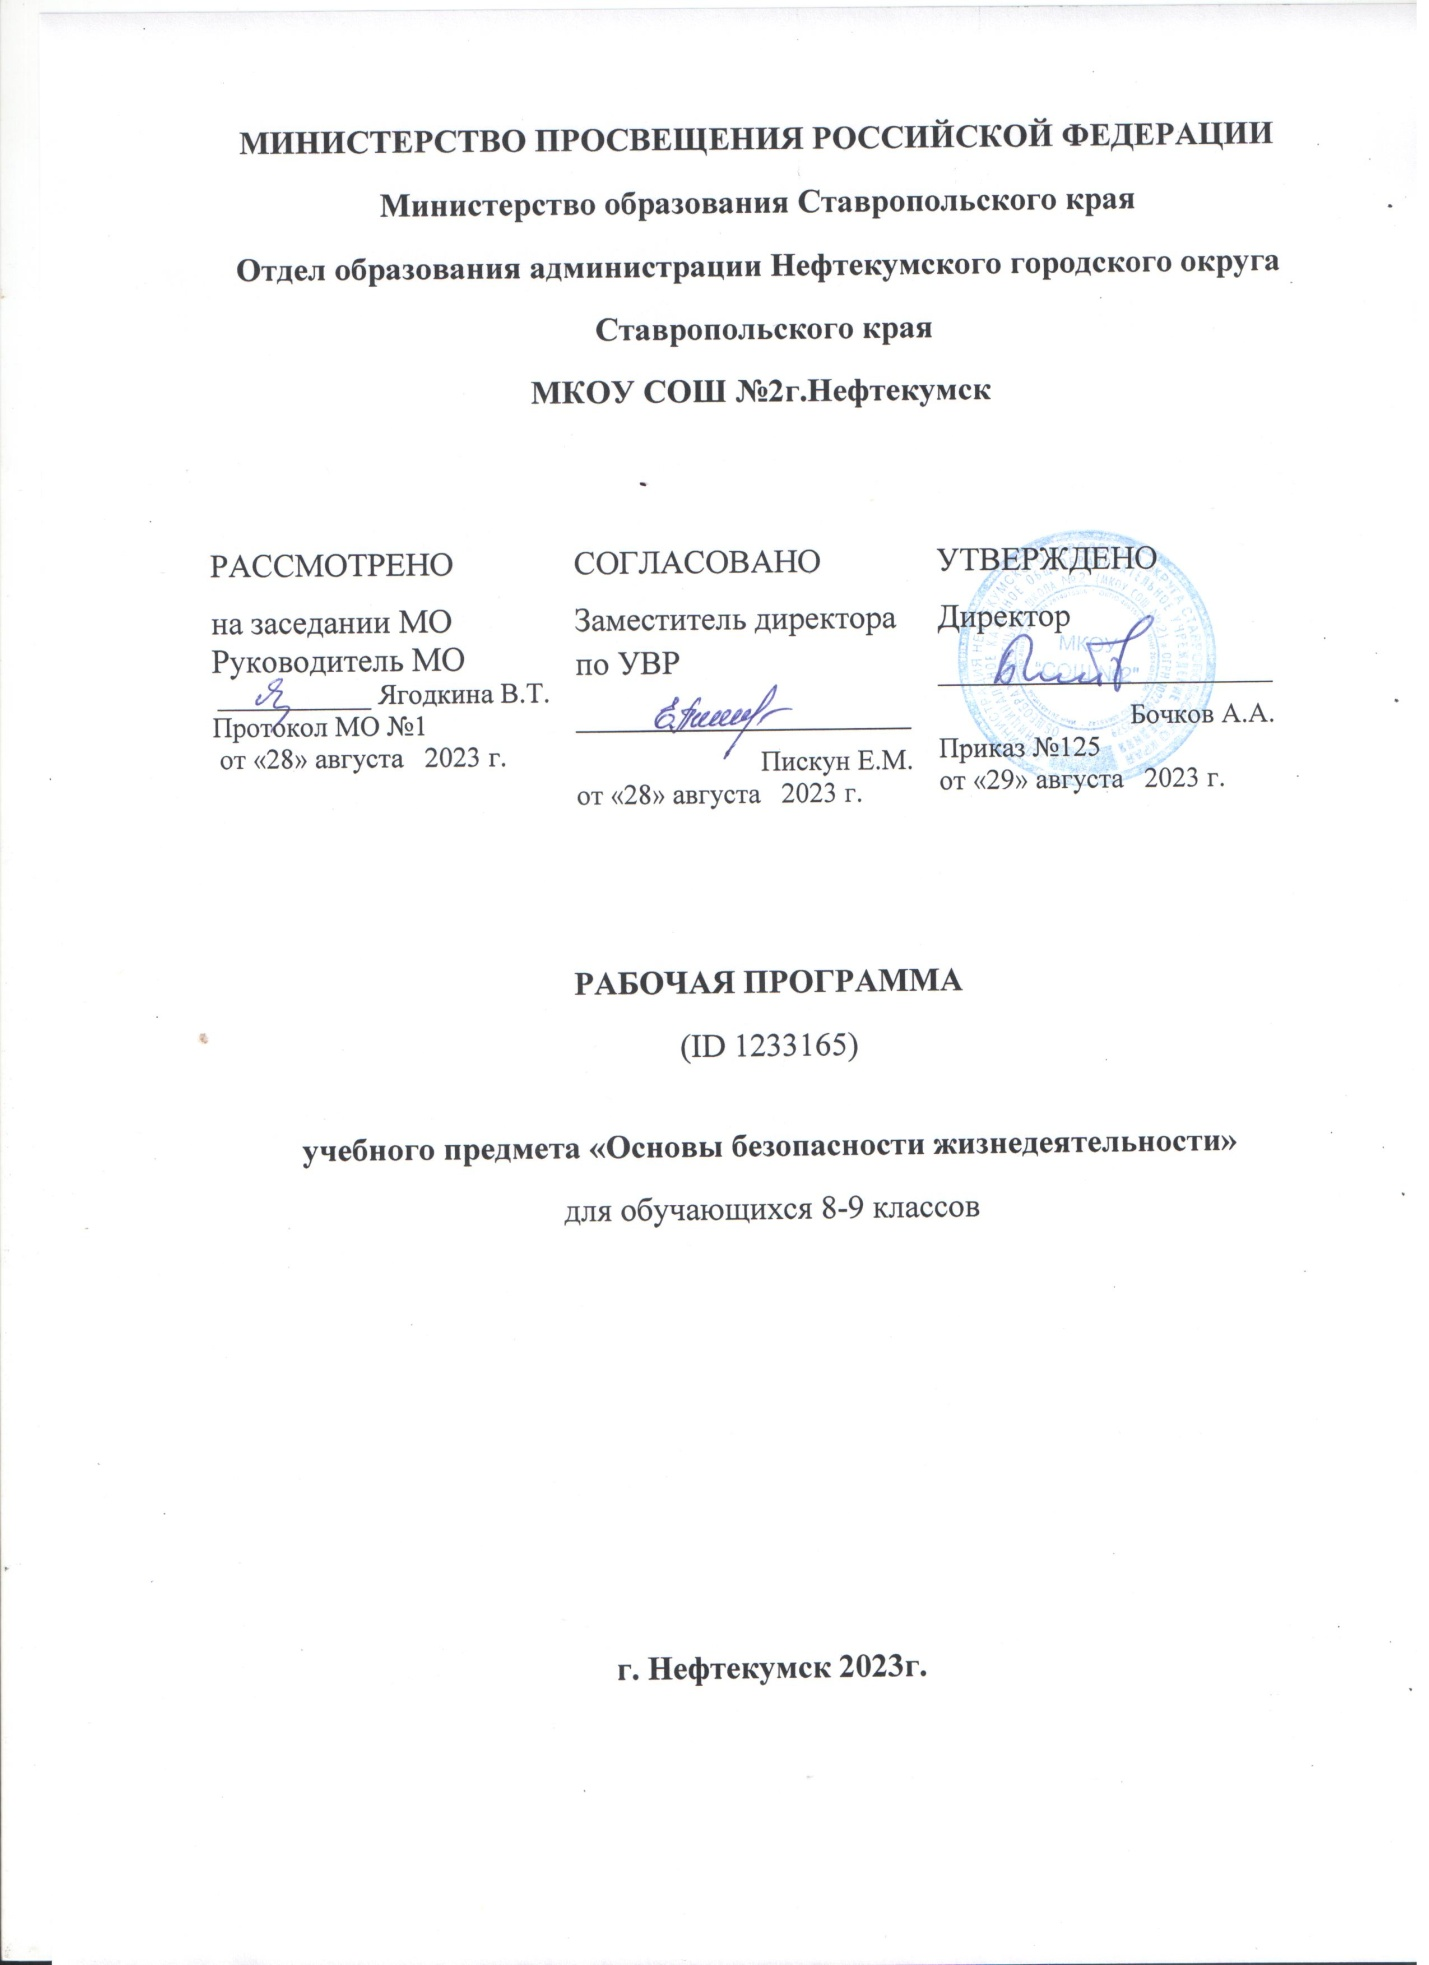 МИНИСТЕРСТВО ПРОСВЕЩЕНИЯ РОССИЙСКОЙ ФЕДЕРАЦИИ
Министерство образования Ставропольского края
Отдел образования администрации Нефтекумского городского округа
Ставропольского края
МКОУ СОШ №2г.Нефтекумск
РАССМОТРЕНО
на заседании МО
Руководитель МО
Ягодкина В.Т.
Протокол МО №1
от «28» августа 2023 г.
СОГЛАСОВАНО
Заместитель директора
по УВР
Пискун Е.М.
от «28» августа 2023 г.
УТВЕРЖДЕНО
Директор
МКОУ
Бочков А.А.
Приказ №125
от «29» августа 2023 г.
РАБОЧАЯ ПРОГРАММА
(ID 1233165)
учебного предмета «Основы безопасности жизнедеятельности»
для обучающихся 8-9 классов
г. Нефтекумск 2023г.